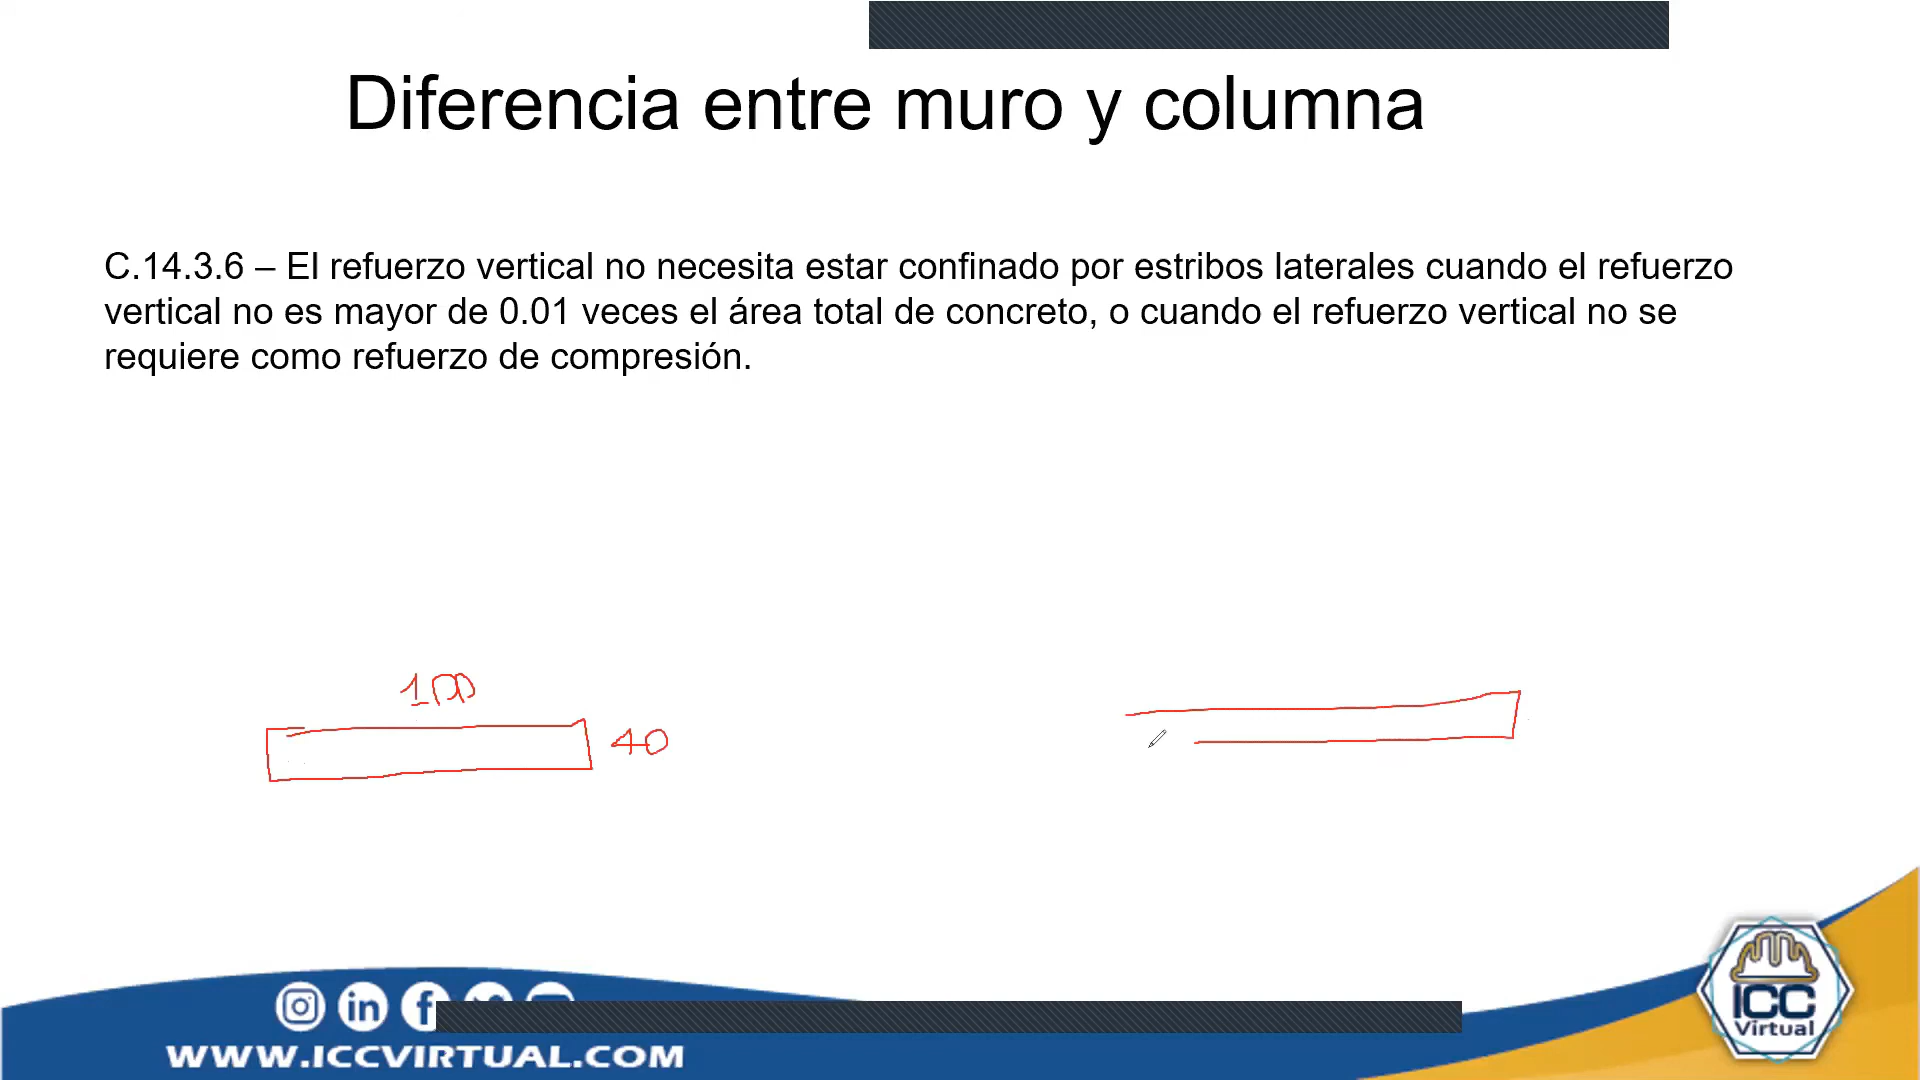 Diferencia entre muro y columna
C.14.3.6 – El refuerzo vertical no necesita estar confinado por estribos laterales cuando el refuerzo
vertical no es mayor de 0.01 veces el área total de concreto, o cuando el refuerzo vertical no se
requiere como refuerzo de compresión.
100
40
WWW.ICCVIRTUAL.COM
ICC
Virtual